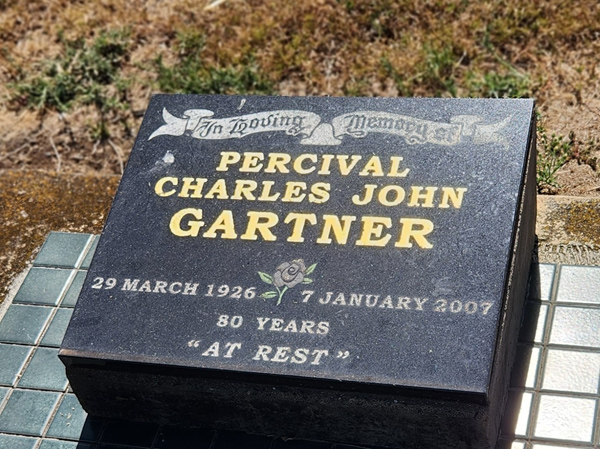 In Loving Memory of
PERCIVAL
CHARLES JOHN
GARTNER
29 MARCH 1926 7 JANUARY 2007
80 YEARS
"AT REST"